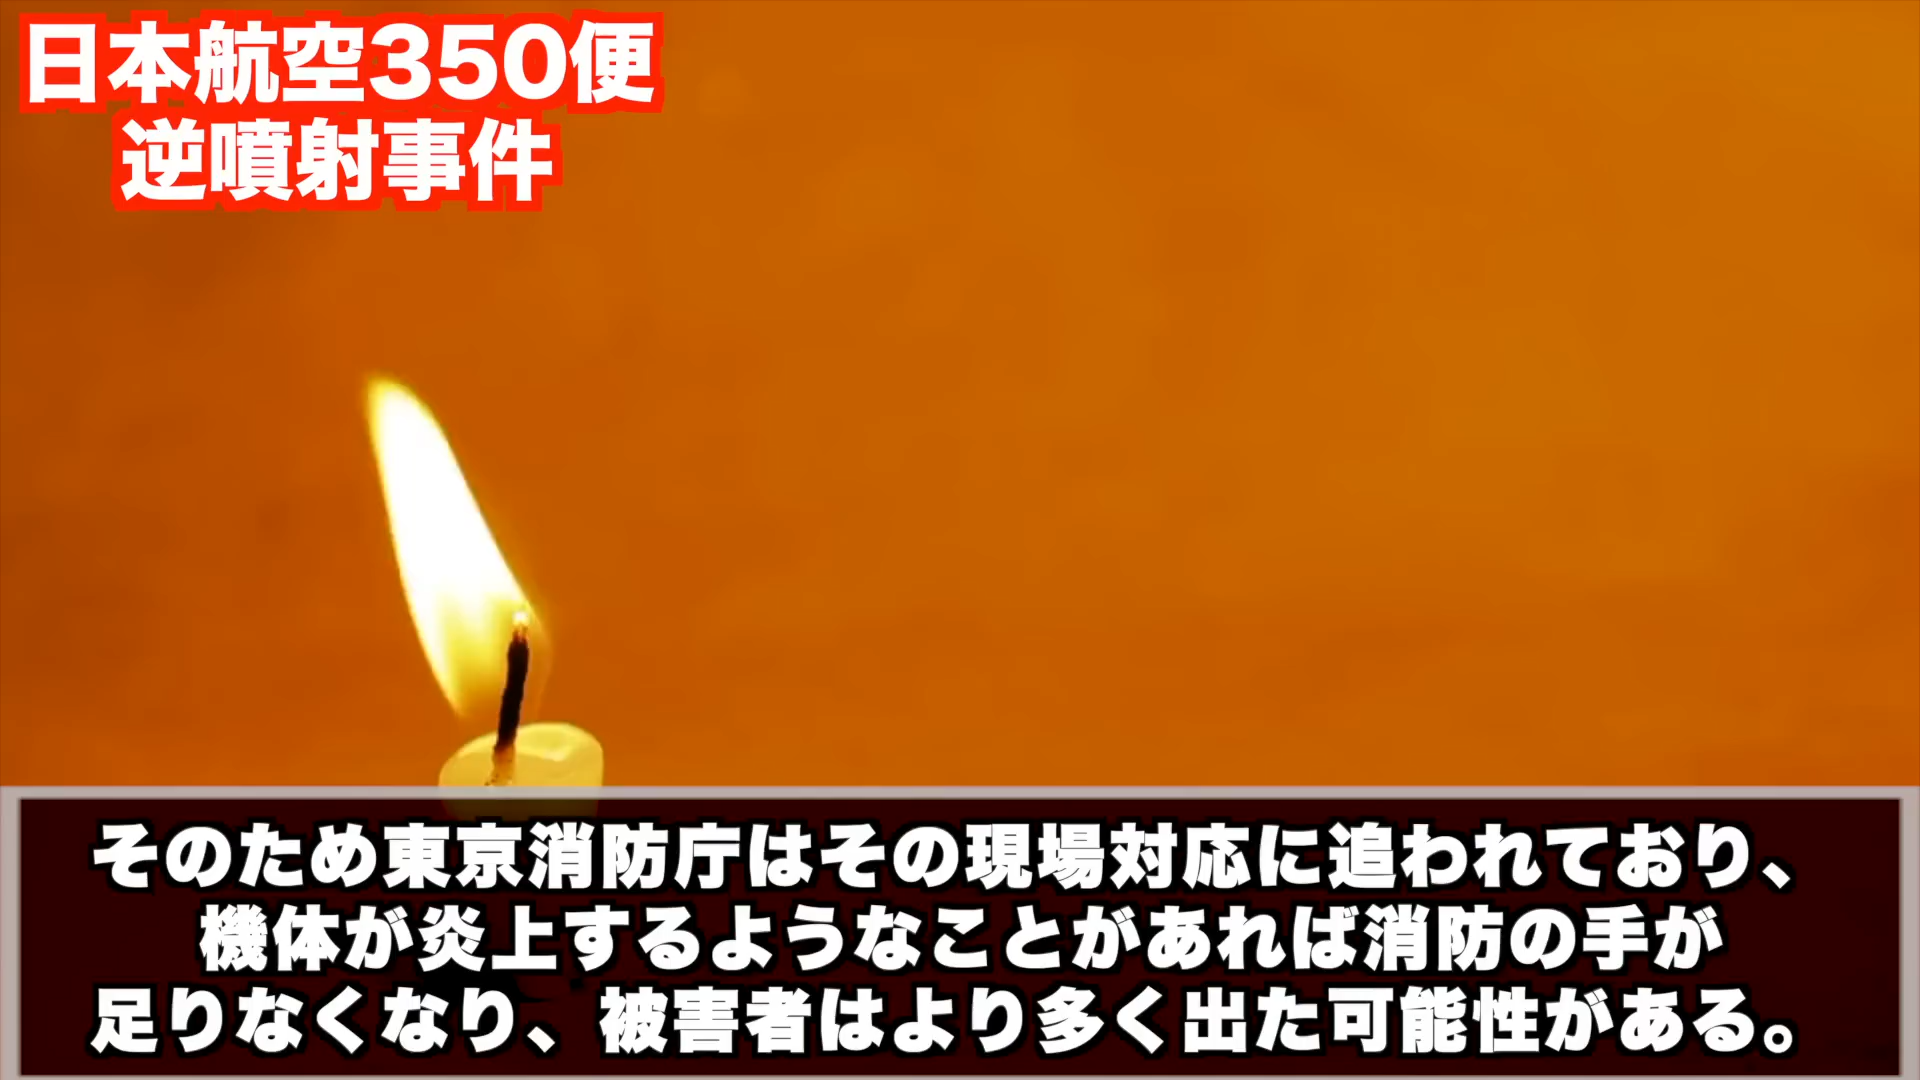 日本航空350便
逆噴射事件
そのため東京消防庁はその現場対応に追われており、
機体が炎上するようなことがあれば消防の手が
足りなくなり、被害者はより多く出た可能性がある。